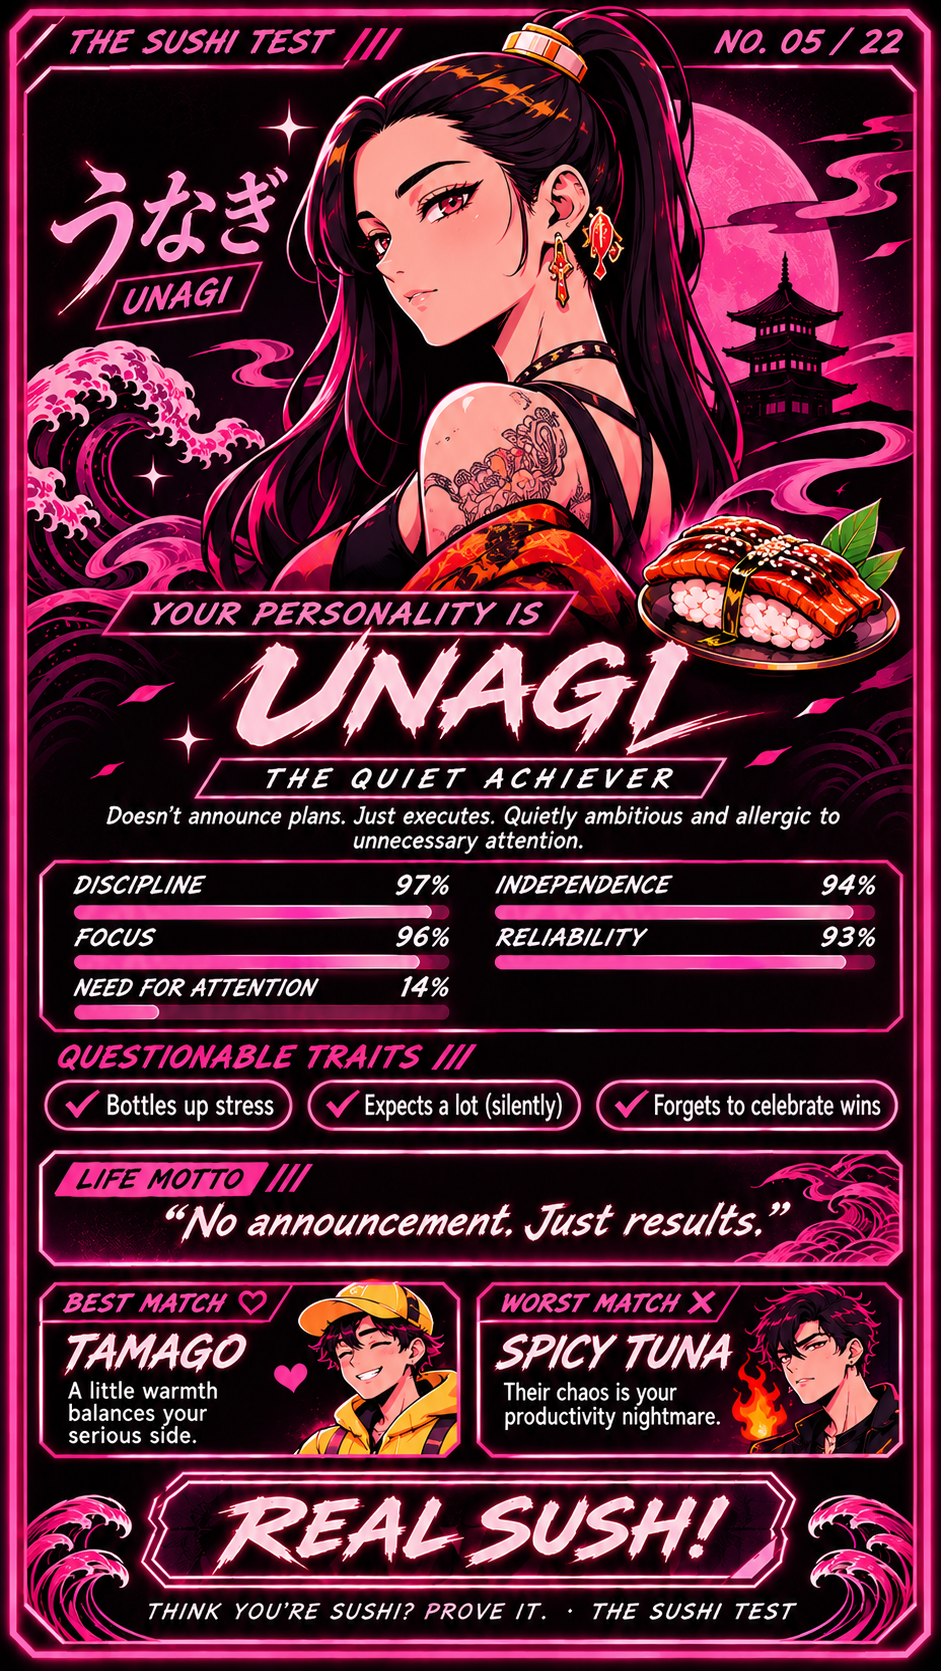 THE SUSHI TEST ///
NO. 05 / 22
うなぎ
UNAGI
YOUR PERSONALITY IS
UNAGI
THE QUIET ACHIEVER
Doesn't announce plans. Just executes. Quietly ambitious and allergic to
unnecessary attention.
DISCIPLINE 97%
INDEPENDENCE 94%
FOCUS 96%
RELIABILITY 93%
NEED FOR ATTENTION 14%
QUESTIONABLE TRAITS ///
Bottles up stress
Expects a lot (silently)
Forgets to celebrate wins
LIFE MOTTO ///
“No announcement. Just results.”
BEST MATCH
TAMAGO
A little warmth
balances your
serious side.
WORST MATCH
SPICY TUNA
Their chaos is your
productivity nightmare.
REAL SUSH!
THINK YOU'RE SUSHI? PROVE IT. · THE SUSHI TEST